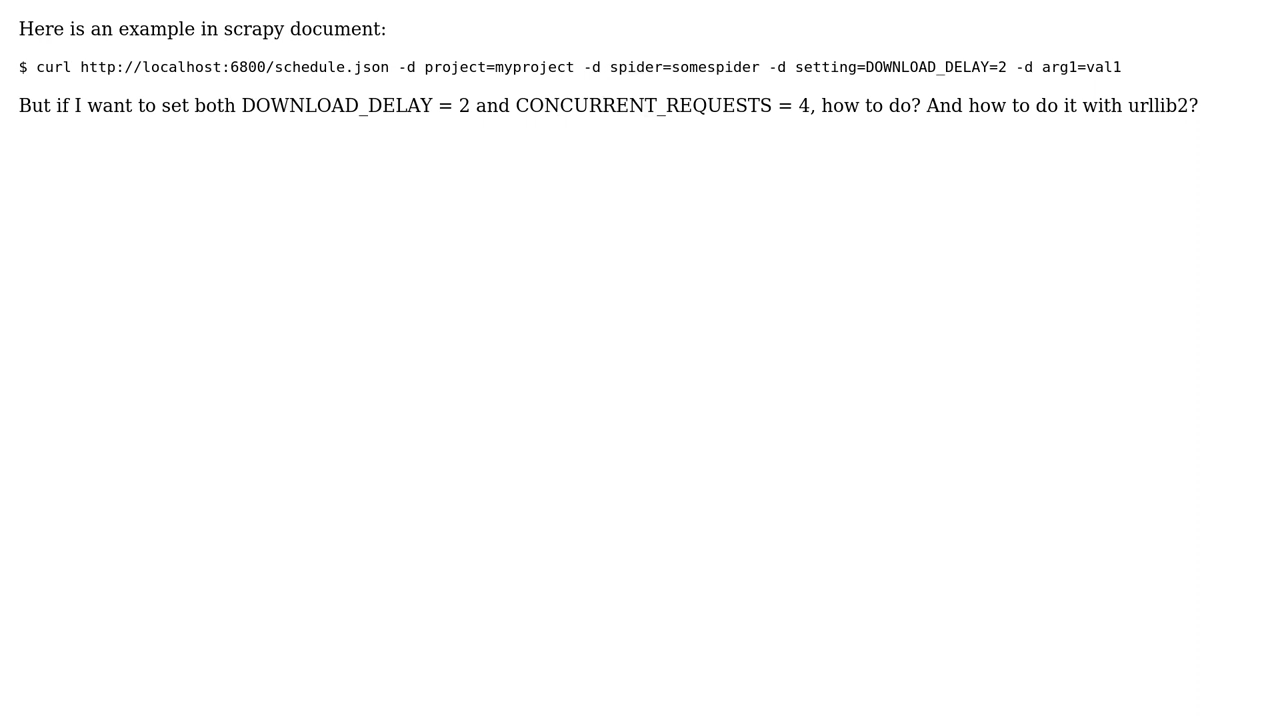 Here is an example in scrapy document:
$ curl http://localhost:6800/schedule.json -d project=myproject -d spider=somespider -d setting=DOWNLOAD_DELAY=2 -d arg1=val1
But if I want to set both DOWNLOAD_DELAY = 2 and CONCURRENT_REQUESTS = 4, how to do? And how to do it with urllib2?